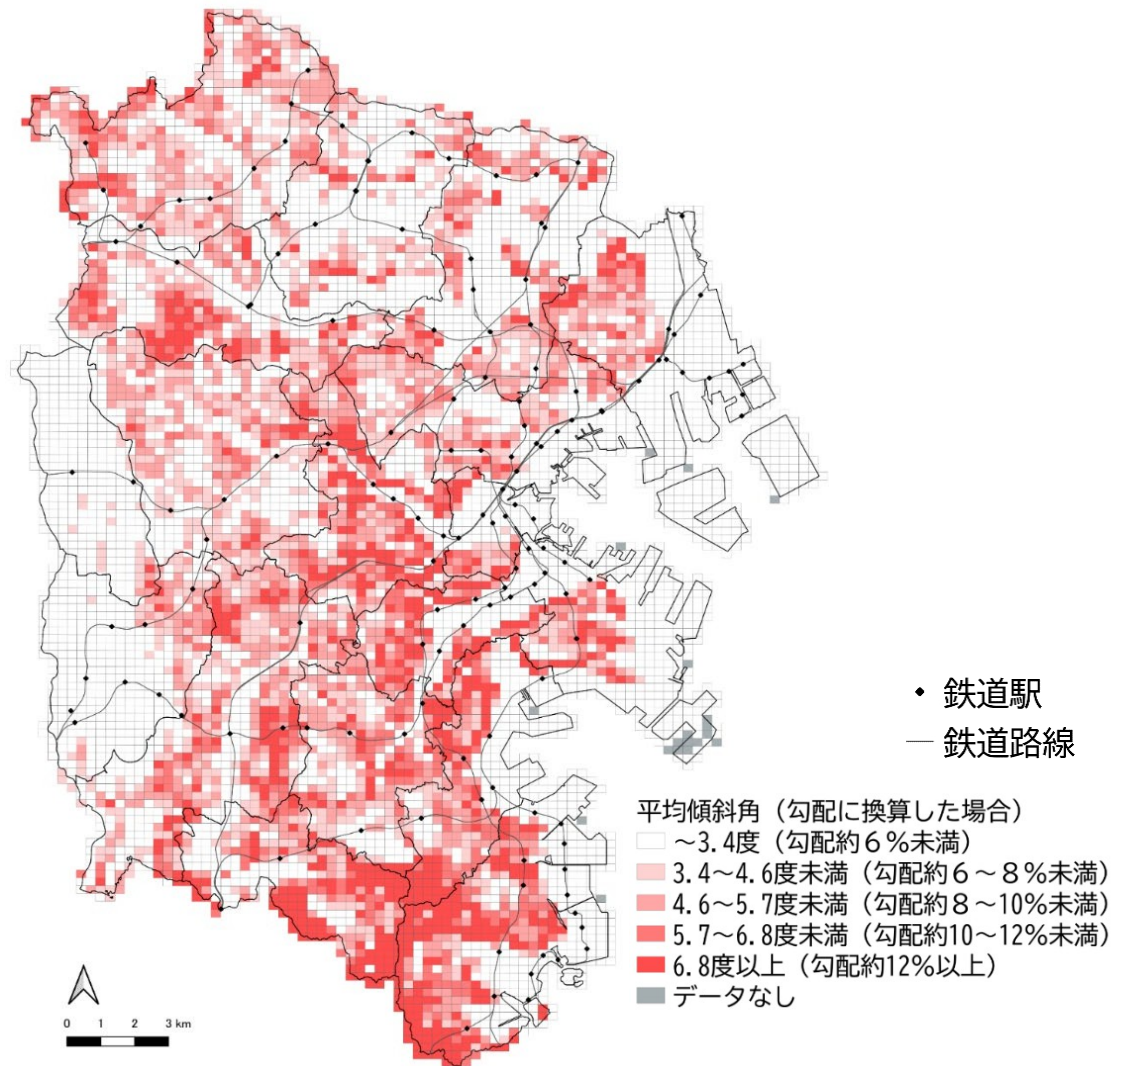 鉄道駅
鉄道路線
平均傾斜角（勾配に換算した場合）
～3.4度（勾配約６％未満）
3.4～4.6度未満（勾配約６～８％未満）
4.6～5.7度未満（勾配約８～10％未満）
5.7～6.8度未満（勾配約10～12％未満）
6.8度以上（勾配約12％以上）
データなし
0 1 2 3 km